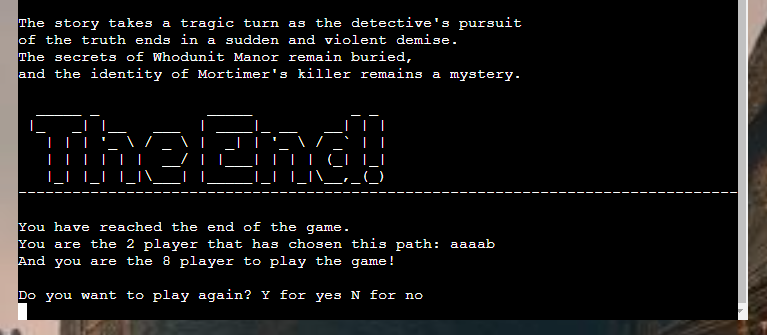 The story takes a tragic turn as the detective's pursuit
of the truth ends in a sudden and violent demise.
The secrets of Whodunit Manor remain buried,
and the identity of Mortimer's killer remains a mystery.
The End!
You have reached the end of the game.
You are the 2 player that has chosen this path: aaaab
And you are the 8 player to play the game!
Do you want to play again? Y for yes N for no